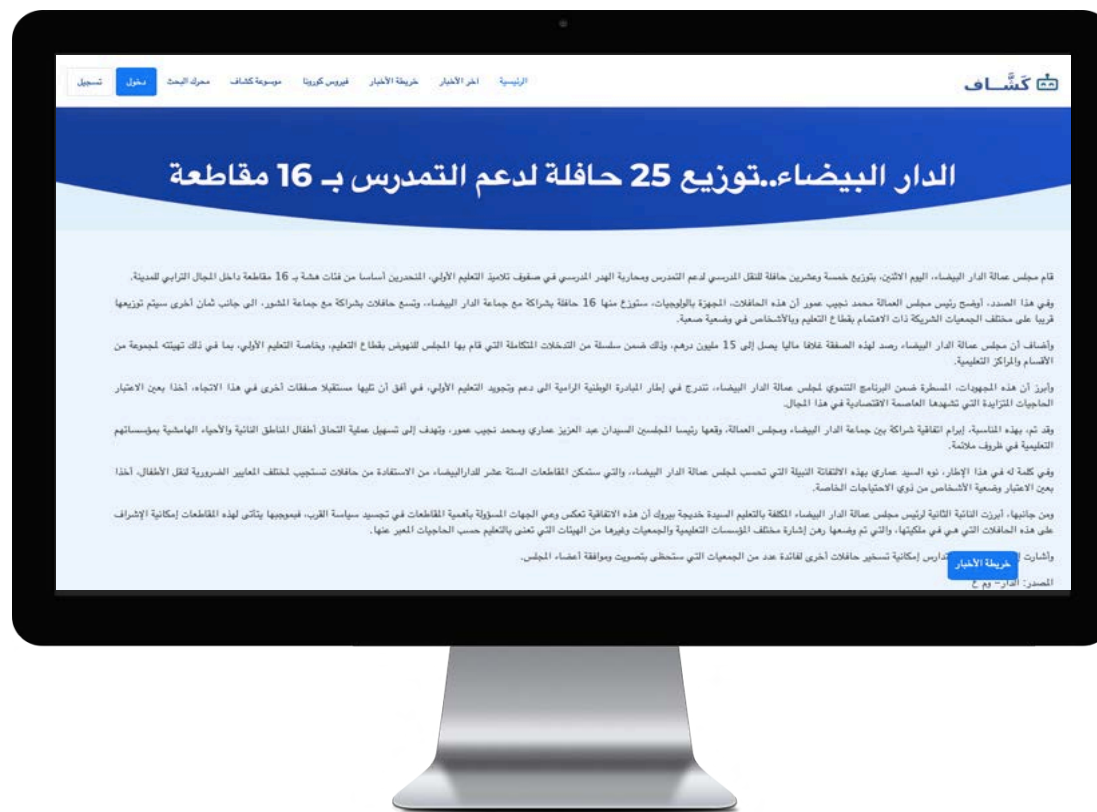 كَشَّــاف
الرئيسية
اخر الأخبار
خريطة الأخبار
فيروس كورونا
موسوعة كشاف
محرك البحث
دخول
تسجيل
الدار البيضاء..توزيع 25 حافلة لدعم التمدرس بـ 16 مقاطعة
قام مجلس عمالة الدار البيضاء، اليوم الاثنين، بتوزيع خمسة وعشرين حافلة للنقل المدرسي لدعم التمدرس ومحاربة الهدر المدرسي في صفوف تلاميذ التعليم الأولي، المنحدرين أساسا من فئات هشة بـ 16 مقاطعة داخل المجال الترابي للمدينة.
وفي هذا الصدد، أوضح رئيس مجلس العمالة محمد نجيب عمور أن هذه الحافلات، المجهزة بالولوجيات، ستوزع منها 16 حافلة بشراكة مع جماعة الدار البيضاء، وتسع حافلات بشراكة مع جماعة المشور، الى جانب ثمان أخرى سيتم توزيعها
قريبا على مختلف الجمعيات الشريكة ذات الاهتمام بقطاع التعليم وبالأشخاص في وضعية صعبة.
وأضاف أن مجلس عمالة الدار البيضاء رصد لهذه الصفقة غلافا ماليا يصل إلى 15 مليون درهم، وذلك ضمن سلسلة من التدخلات المتكاملة التي قام بها المجلس للنهوض بقطاع التعليم، وخاصة التعليم الأولي، بما في ذلك تهيئته لمجموعة من
الأقسام والمراكز التعليمية.
وأبرز أن هذه المجهودات، المسطرة ضمن البرنامج التنموي لمجلس عمالة الدار البيضاء، تندرج في إطار المبادرة الوطنية الرامية الى دعم وتجويد التعليم الأولي، في أفق أن تليها مستقبلا صفقات أخرى في هذا الاتجاه، أخذا بعين الاعتبار
الحاجيات المتزايدة التي تشهدها العاصمة الاقتصادية في هذا المجال.
وقد تم، بهذه المناسبة، إبرام اتفاقية شراكة بين جماعة الدار البيضاء ومجلس العمالة، وقعها رئيسا المجلسين السيدان عبد العزيز عماري ومحمد نجيب عمور، وتهدف إلى تسهيل عملية التحاق أطفال المناطق النائية والأحياء الهامشية بمؤسساتهم
التعليمية في ظروف ملائمة.
وفي كلمة له في هذا الإطار، نوه السيد عماري بهذه الالتفاتة النبيلة التي تحسب لمجلس عمالة الدار البيضاء، والتي ستمكن المقاطعات الستة عشر للدارالبيضاء من الاستفادة من حافلات تستجيب لمختلف المعايير الضرورية لنقل الأطفال، أخذا
بعين الاعتبار وضعية الأشخاص من ذوي الاحتياجات الخاصة.
ومن جانبها، أبرزت النائبة الثانية لرئيس مجلس عمالة الدار البيضاء المكلفة بالتعليم السيدة خديجة بيروك أن هذه الاتفاقية تعكس وعي الجهات المسؤولة بأهمية المقاطعات في تجسيد سياسة القرب، فبموجبها يتأتى لهذه المقاطعات إمكانية الإشراف
على هذه الحافلات التي هي في ملكيتها، والتي تم وضعها رهن إشارة مختلف المؤسسات التعليمية والجمعيات وغيرها من الهيئات التي تعنى بالتعليم حسب الحاجيات المعبر عنها.
وأشارت تدارس إمكانية تسخير حافلات أخرى لفائدة عدد من الجمعيات التي ستحظى بتصويت وموافقة أعضاء المجلس.
خريطة الأخبار
المصدر: الدار– وم ع